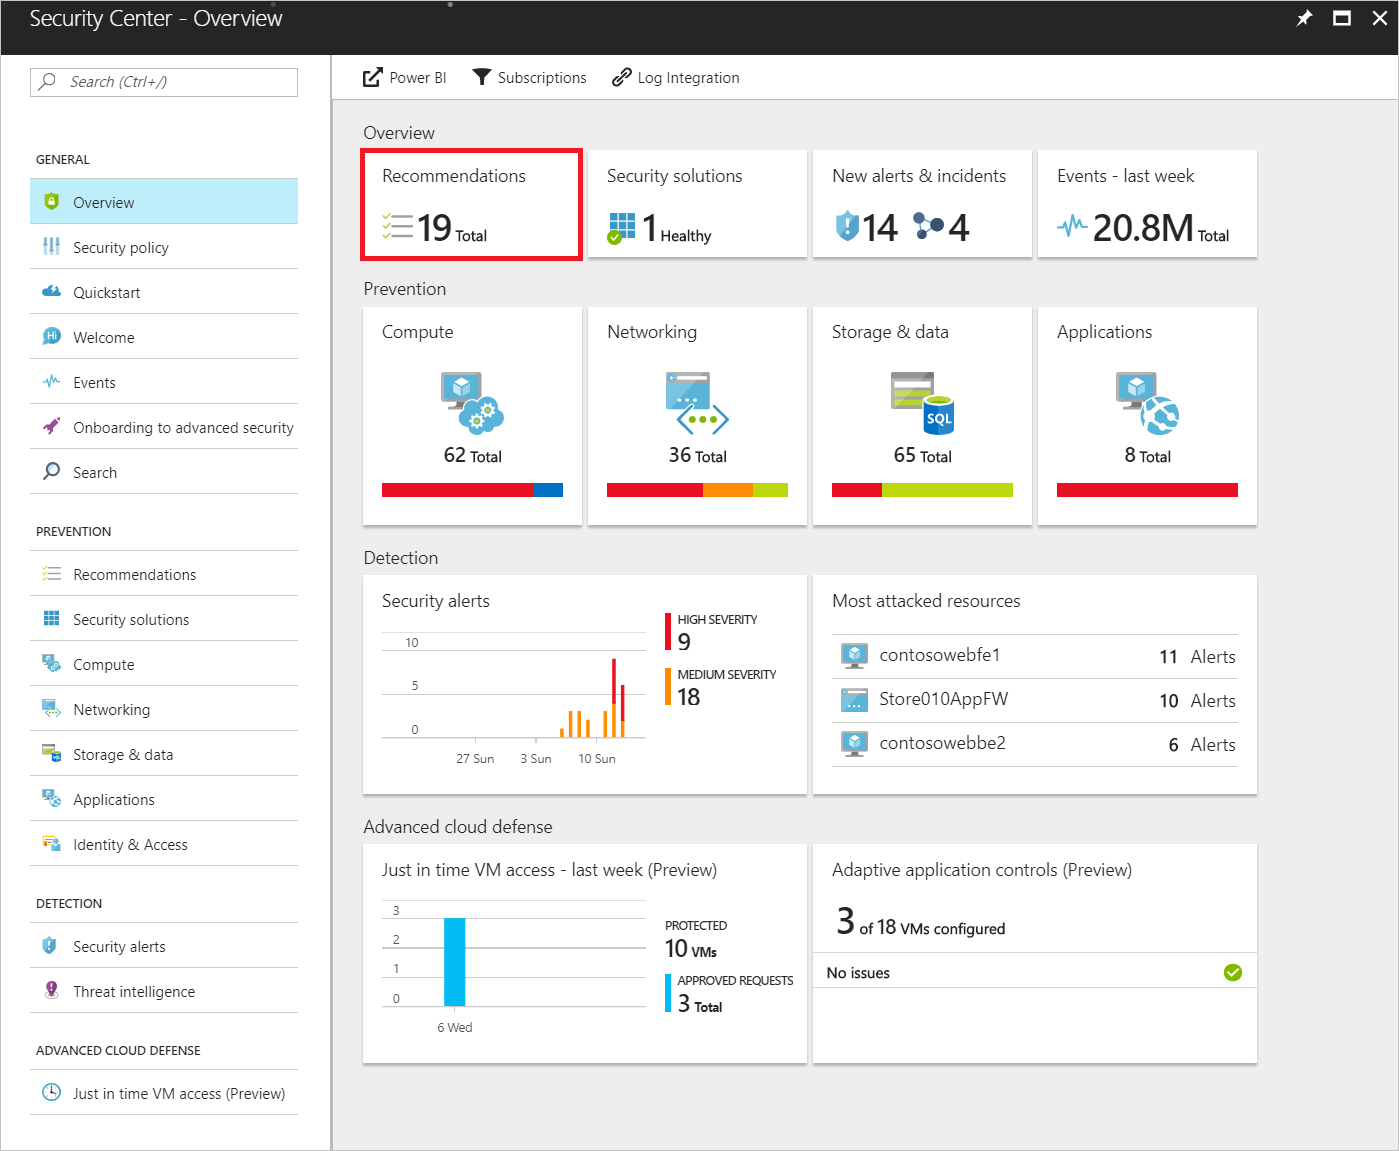 Security Center - Overview
Search (Ctrl+/)
GENERAL
Overview
Security policy
Quickstart
Hi
Welcome
Events
Onboarding to advanced security
Search
PREVENTION
Recommendations
Security solutions
Compute
Networking
Storage & data
Applications
Identity & Access
DETECTION
Security alerts
Threat intelligence
ADVANCED CLOUD DEFENSE
Just in time VM access (Preview)
Power BI Subscriptions Log Integration
Overview
Recommendations
19 Total
Security solutions
1 Healthy
New alerts & incidents
14 4
Events - last week
20.8M Total
Prevention
Compute
62 Total
Networking
36 Total
Storage & data
SQL
65 Total
Applications
8 Total
Detection
Security alerts
10
5
0
27 Sun 3 Sun 10 Sun
HIGH SEVERITY
9
MEDIUM SEVERITY
18
Most attacked resources
contosowebfe1 11 Alerts
Store010AppFW 10 Alerts
contosowebbe2 6 Alerts
Advanced cloud defense
Just in time VM access - last week (Preview)
3
2
1
0
6 Wed
PROTECTED
10 VMs
APPROVED REQUESTS
3 Total
Adaptive application controls (Preview)
3 of 18 VMs configured
No issues